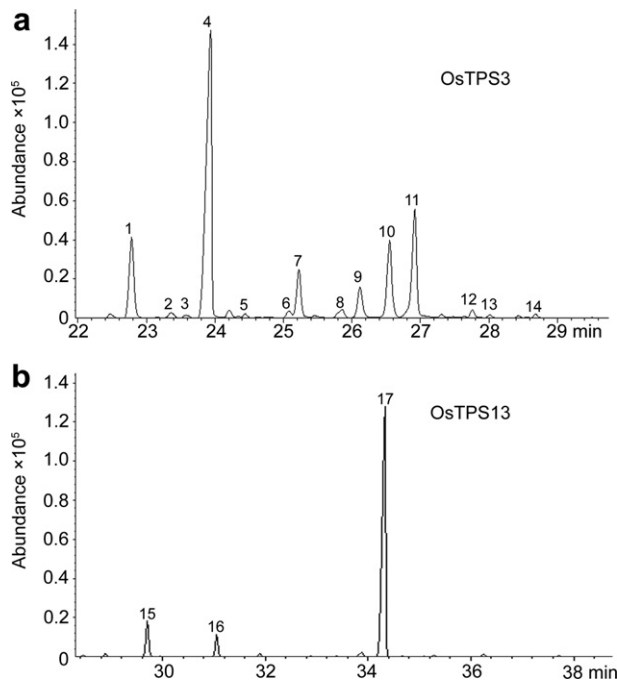 a
OsTPS3
Abundance ×10⁵
1.4
1.2
1.0
0.8
0.6
0.4
0.2
0
1 2 3 4 5 6 7 8 9 10 11 12 13 14
22 23 24 25 26 27 28 29 min
b
OsTPS13
Abundance ×10⁵
1.4
1.2
1.0
0.8
0.6
0.4
0.2
0
15 16 17
30 32 34 36 38 min